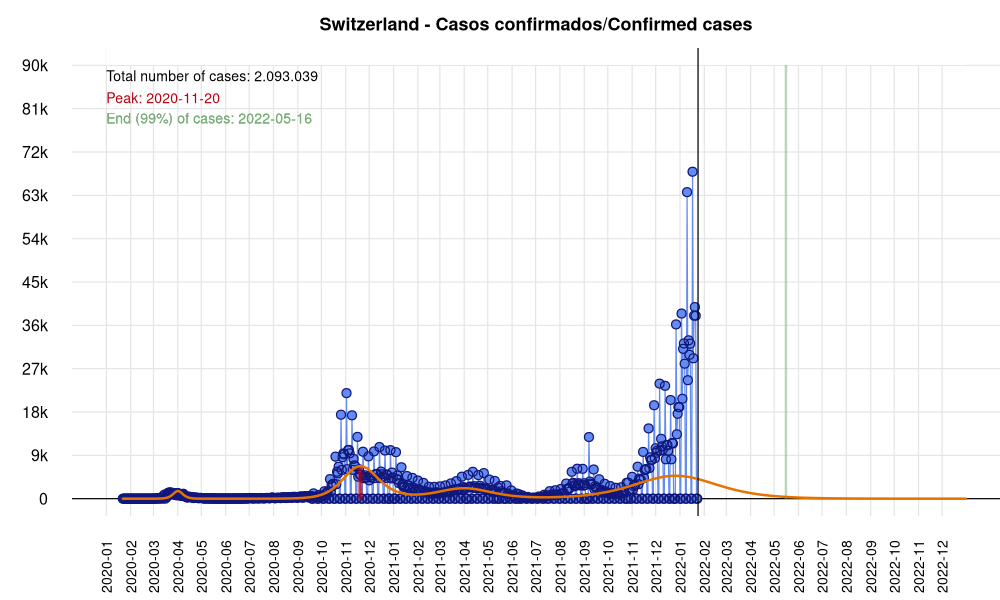 Switzerland - Casos confirmados/Confirmed cases
90k
81k
72k
63k
54k
45k
36k
27k
18k
9k
0
Total number of cases: 2.093.039
Peak: 2020-11-20
End (99%) of cases: 2022-05-16
2020-01
2020-02
2020-03
2020-04
2020-05
2020-06
2020-07
2020-08
2020-09
2020-10
2020-11
2020-12
2021-01
2021-02
2021-03
2021-04
2021-05
2021-06
2021-07
2021-08
2021-09
2021-10
2021-11
2021-12
2022-01
2022-02
2022-03
2022-04
2022-05
2022-06
2022-07
2022-08
2022-09
2022-10
2022-11
2022-12